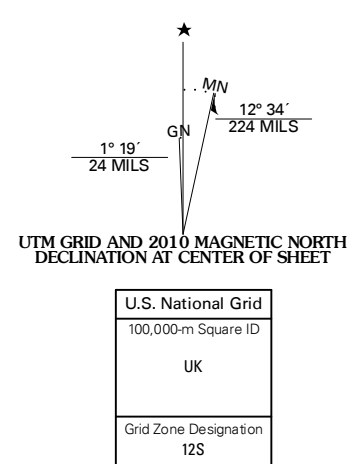 MN
12° 34´
224 MILS
GN
1° 19´
24 MILS
UTM GRID AND 2010 MAGNETIC NORTH
DECLINATION AT CENTER OF SHEET
U.S. National Grid
100,000-m Square ID
UK
Grid Zone Designation
12S